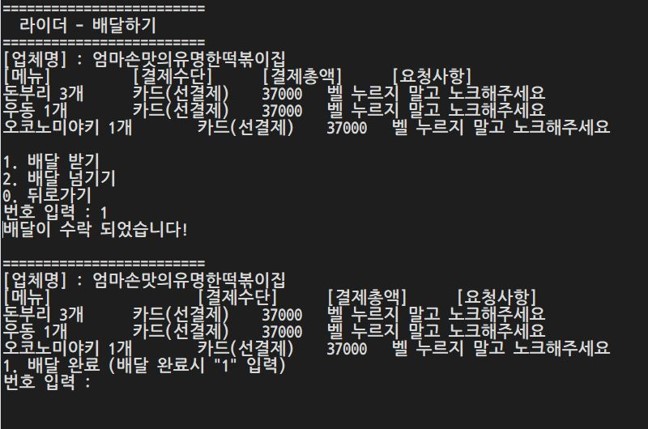 =========================
라이더 - 배달하기
=========================
[업체명] : 엄마손맛의유명한떡볶이집
[메뉴] [결제수단] [결제총액] [요청사항]
돈부리 3개 카드(선결제) 37000 벨 누르지 말고 노크해주세요
우동 1개 카드(선결제) 37000 벨 누르지 말고 노크해주세요
오코노미야키 1개 카드(선결제) 37000 벨 누르지 말고 노크해주세요
1. 배달 받기
2. 배달 넘기기
0. 뒤로가기
번호 입력 : 1
배달이 수락 되었습니다!
=========================
[업체명] : 엄마손맛의유명한떡볶이집
[메뉴] [결제수단] [결제총액] [요청사항]
돈부리 3개 카드(선결제) 37000 벨 누르지 말고 노크해주세요
우동 1개 카드(선결제) 37000 벨 누르지 말고 노크해주세요
오코노미야키 1개 카드(선결제) 37000 벨 누르지 말고 노크해주세요
1. 배달 완료 (배달 완료시 "1" 입력)
번호 입력 :